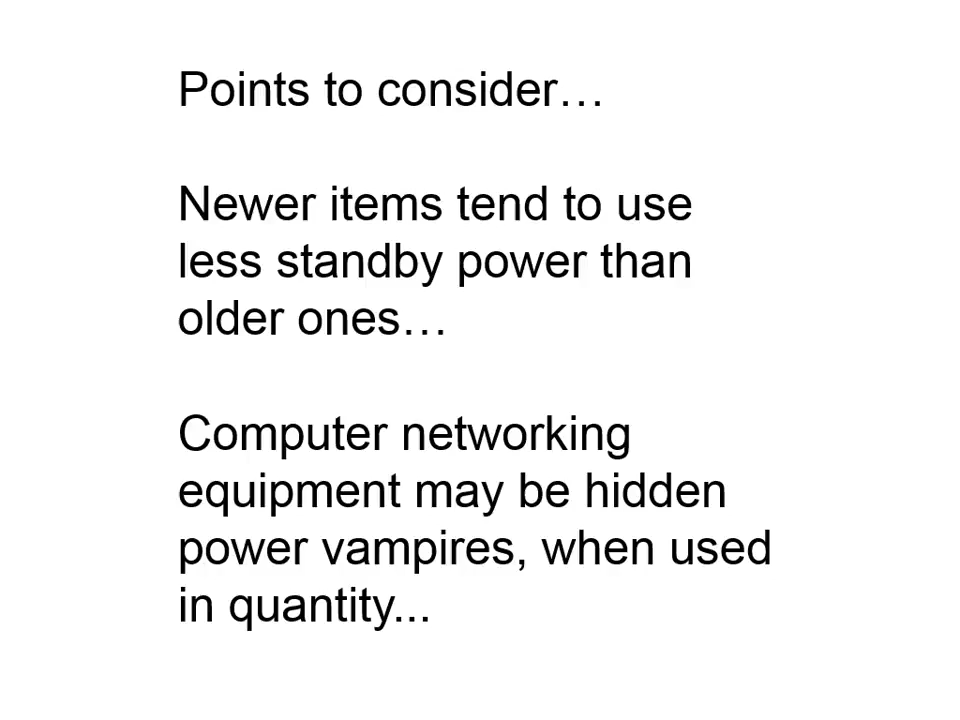 Points to consider…
Newer items tend to use
less standby power than
older ones…
Computer networking
equipment may be hidden
power vampires, when used
in quantity...